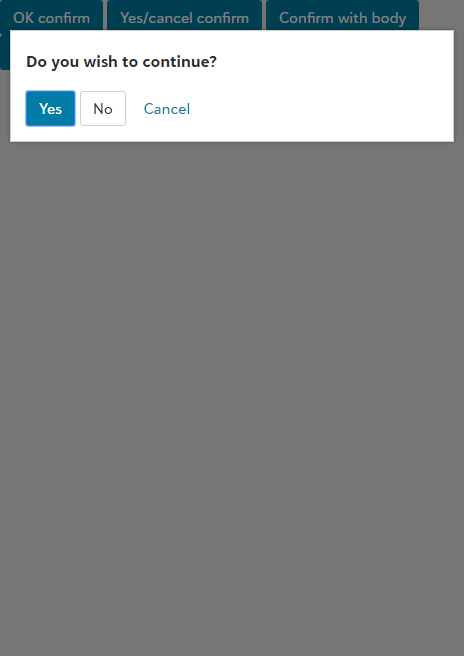 OK confirm Yes/cancel confirm Confirm with body
Do you wish to continue?
Yes No Cancel